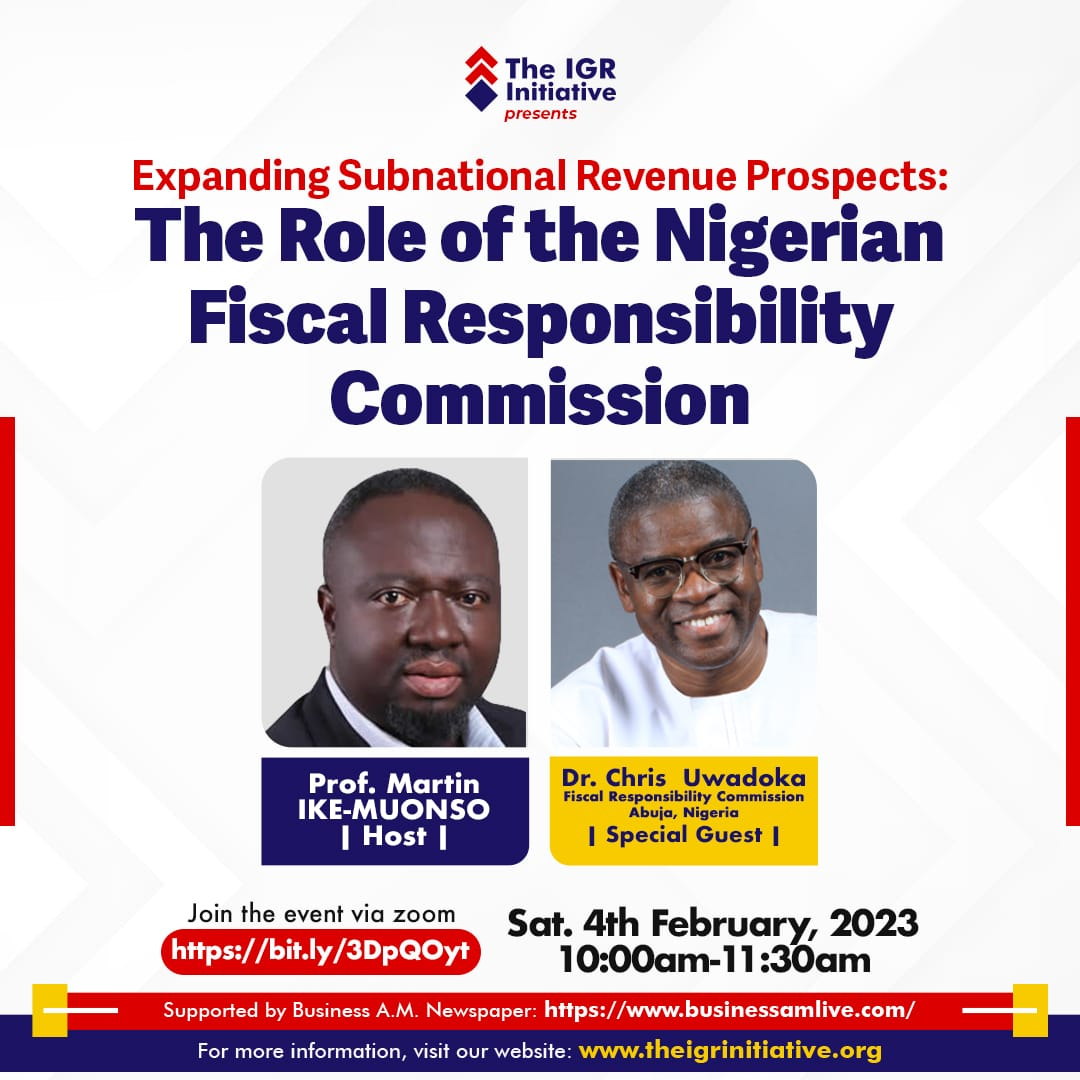 The IGR
Initiative
presents
Expanding Subnational Revenue Prospects:
The Role of the Nigerian
Fiscal Responsibility
Commission
Prof. Martin
IKE-MUONSO
| Host |
Dr. Chris Uwadoka
Fiscal Responsibility Commission
Abuja, Nigeria
| Special Guest |
Join the event via zoom
https://bit.ly/3DpQOyt
Sat. 4th February, 2023
10:00am-11:30am
Supported by Business A.M. Newspaper: https://www.businessamlive.com/
For more information, visit our website: www.theigrinitiative.org